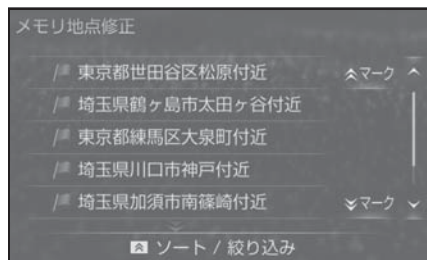 メモリ地点修正
東京都世田谷区松原付近 マーク
埼玉県鶴ヶ島市太田ヶ谷付近
東京都練馬区大泉町付近
埼玉県川口市神戸付近
埼玉県加須市南篠崎付近 マーク
ソート / 絞り込み